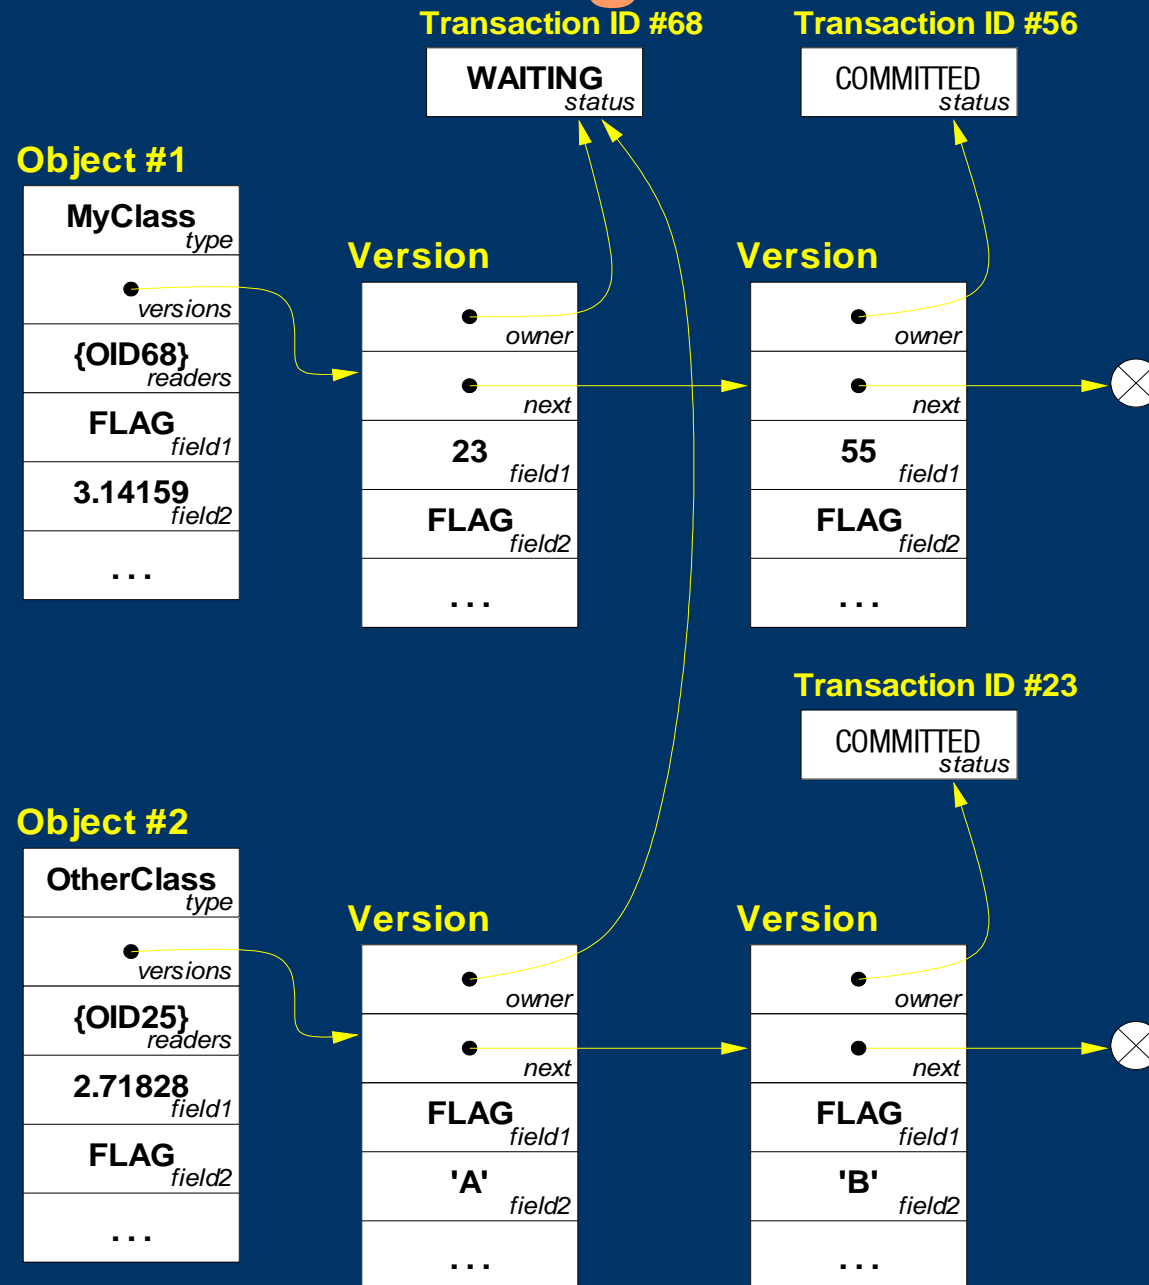 Transaction ID #68
Transaction ID #56
WAITING
status
COMMITTED
status
Object #1
MyClass
type
versions
{OID68}
readers
FLAG
field1
3.14159
field2
...
Version
owner
next
23
field1
FLAG
field2
...
Version
owner
next
55
field1
FLAG
field2
...
Transaction ID #23
COMMITTED
status
Object #2
OtherClass
type
versions
{OID25}
readers
2.71828
field1
FLAG
field2
...
Version
owner
next
FLAG
field1
'A'
field2
...
Version
owner
next
FLAG
field1
'B'
field2
...